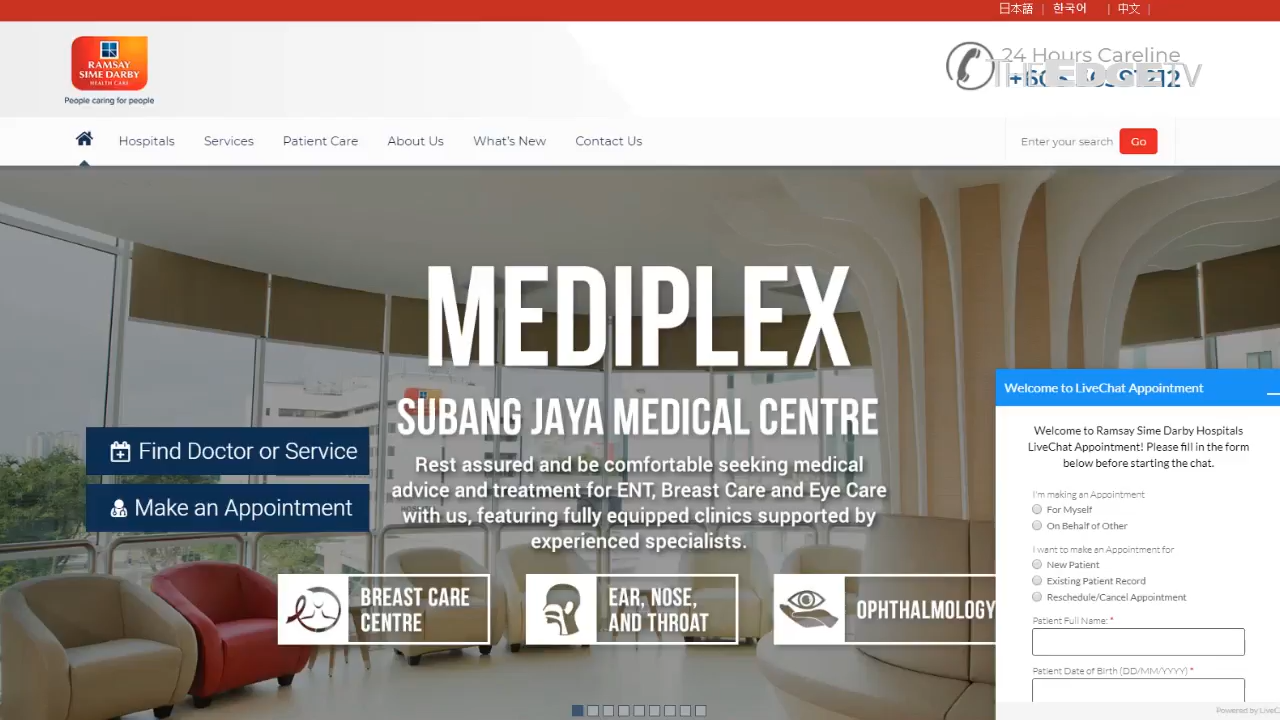 日本語 | 한국어 | 中文 |
RAMSAY
SIME DARBY
HEALTH CARE
People caring for people
24 Hours Careline
THE EDGE TV
Hospitals
Services
Patient Care
About Us
What's New
Contact Us
Enter your search
Go
MEDIPLEX
SUBANG JAYA MEDICAL CENTRE
Rest assured and be comfortable seeking medical
advice and treatment for ENT, Breast Care and Eye Care
with us, featuring fully equipped clinics supported by
experienced specialists.
Find Doctor or Service
Make an Appointment
BREAST CARE
CENTRE
EAR, NOSE,
AND THROAT
OPHTHALMOLOGY
Welcome to LiveChat Appointment
Welcome to Ramsay Sime Darby Hospitals
LiveChat Appointment! Please fill in the form
below before starting the chat.
I'm making an Appointment
For Myself
On Behalf of Other
I want to make an Appointment for
New Patient
Existing Patient Record
Reschedule/Cancel Appointment
Patient Full Name: *
Patient Date of Birth (DD/MM/YYYY) *
Powered by LiveC